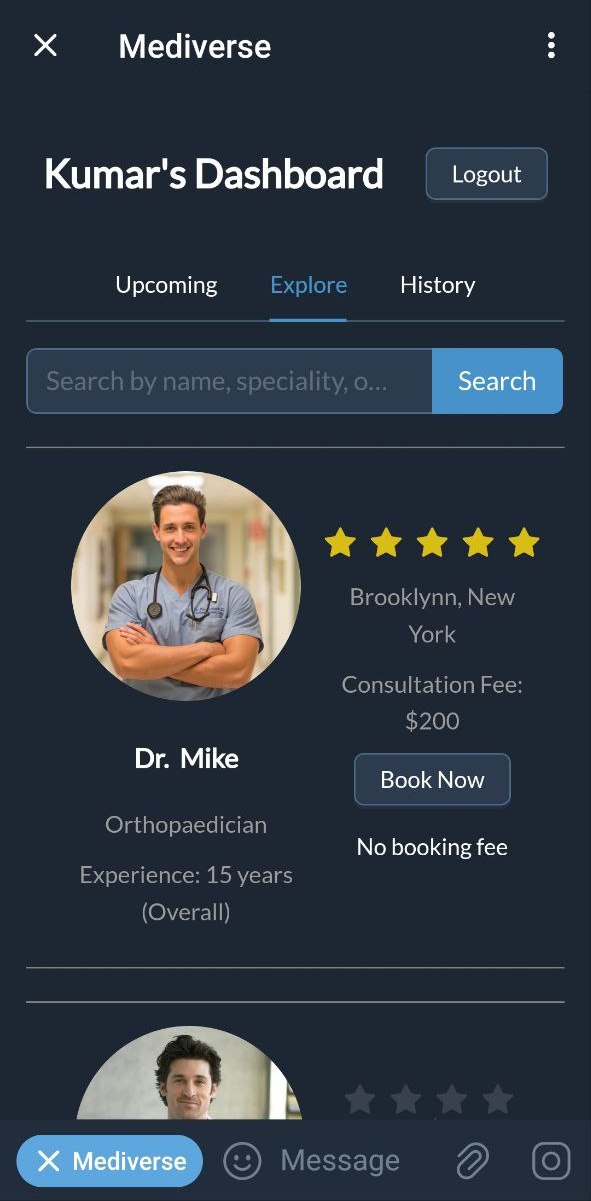 Mediverse
Kumar's Dashboard
Logout
Upcoming
Explore
History
Search by name, speciality, o...
Search
Brooklynn, New
York
Consultation Fee:
$200
Book Now
No booking fee
Dr. Mike
Orthopaedician
Experience: 15 years
(Overall)
Mediverse
Message